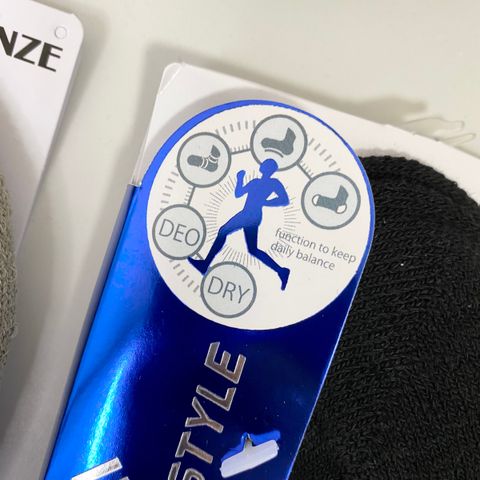 NZE
DEO
DRY
function to keep
daily balance
STYLE